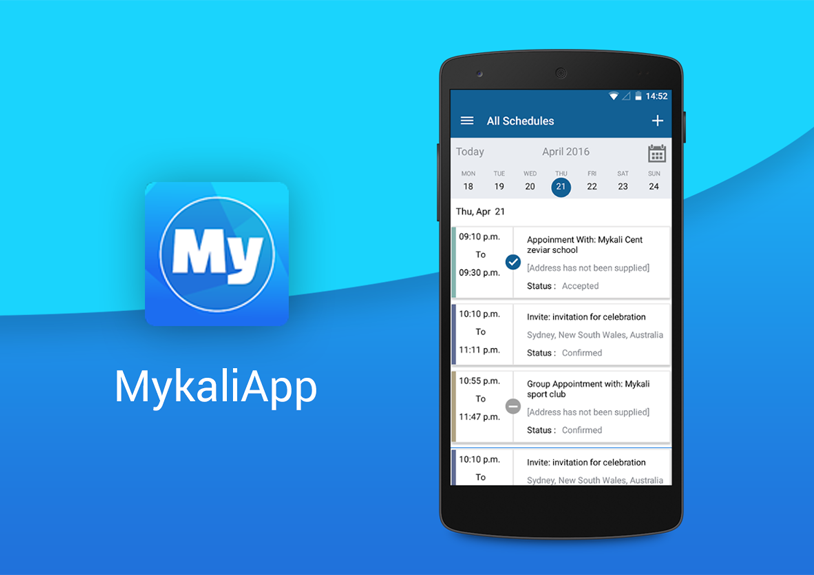 My
MykaliApp
14:52
All Schedules
Today
April 2016
MON TUE WED THU FRI SAT SUN
18 19 20 21 22 23 24
Thu, Apr 21
09:10 p.m.
To
09:30 p.m.
Appoinment With: Mykali Cent
zeviar school
[Address has not been supplied]
Status : Accepted
10:10 p.m.
To
11:11 p.m.
Invite: invitation for celebration
Sydney, New South Wales, Australia
Status : Confirmed
10:55 p.m.
To
11:47 p.m.
Group Appointment with: Mykali
sport club
[Address has not been supplied]
Status : Confirmed
10:10 p.m.
To
Invite: invitation for celebration
Sydney, New South Wales, Australia